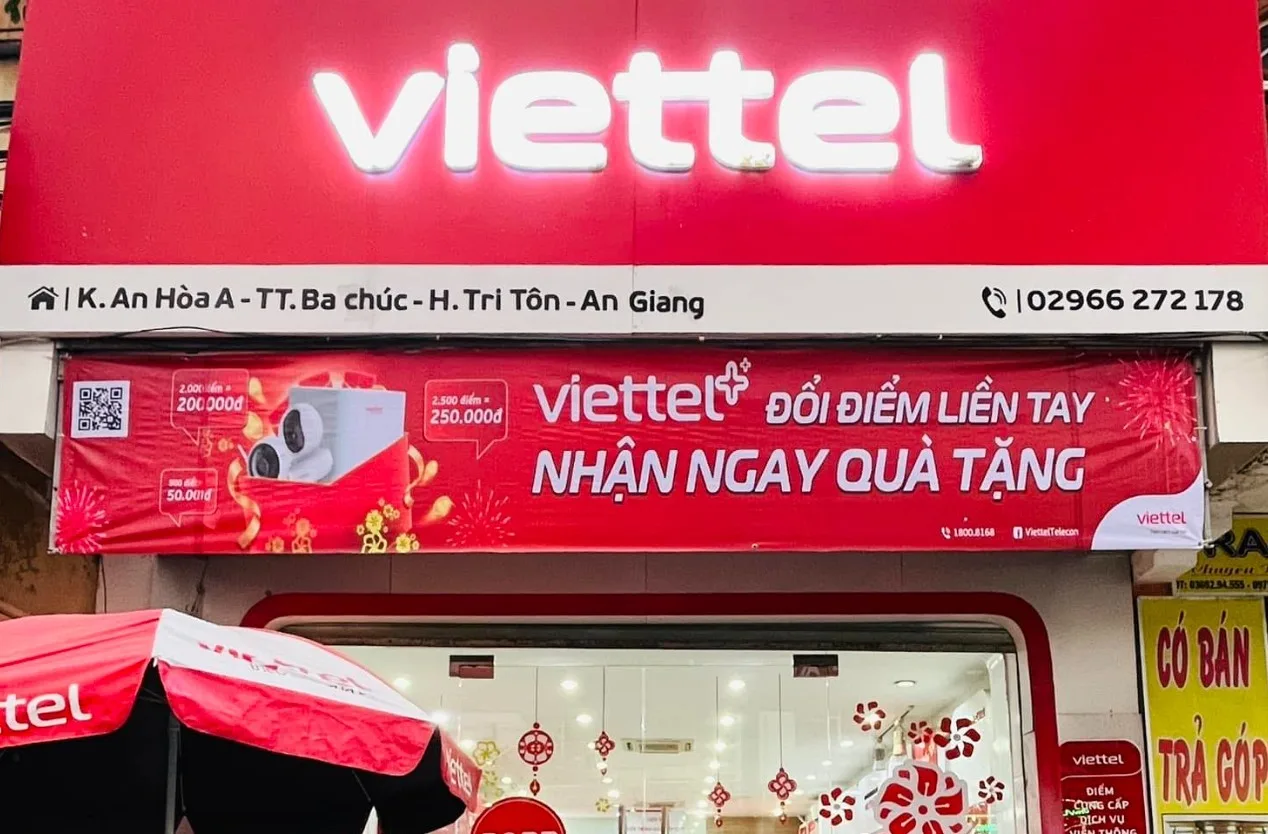 viettel
K. An Hòa A - TT. Ba chúc - H. Tri Tôn - An Giang
02966 272 178
2.000 điểm =
200.000đ
2.500 điểm =
250.000đ
50.000đ
viettel
ĐỔI ĐIỂM LIỀN TAY
NHẬN NGAY QUÀ TẶNG
1800.8168
ViettelTelecom
viettel
CÓ BÁN
TRẢ GÓP
viettel
ĐIỂM
CUNG CẤP
DỊCH VỤ
VIỄN THÔNG